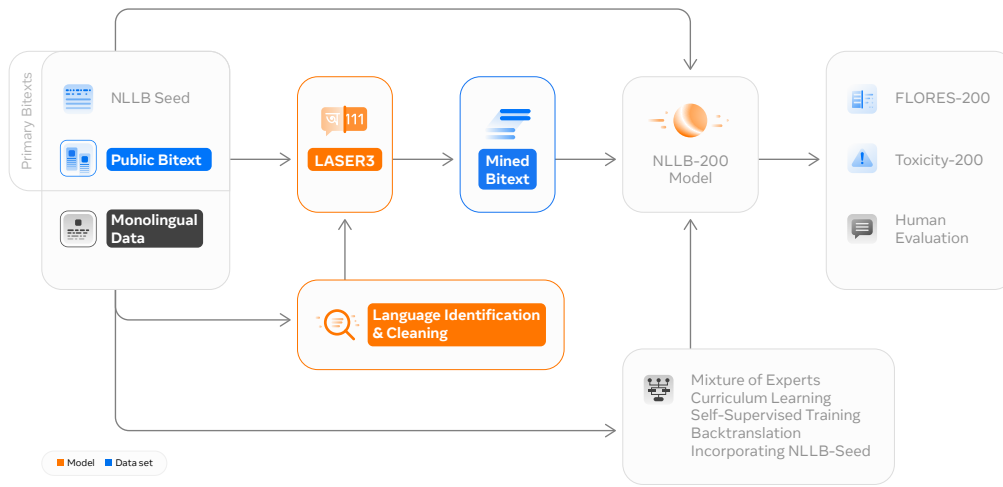 Primary Bitexts
NLLB Seed
Public Bitext
Monolingual
Data
অ 111
LASER3
Mined
Bitext
NLLB-200
Model
FLORES-200
Toxicity-200
Human
Evaluation
Language Identification
& Cleaning
Mixture of Experts
Curriculum Learning
Self-Supervised Training
Backtranslation
Incorporating NLLB-Seed
Model
Data set